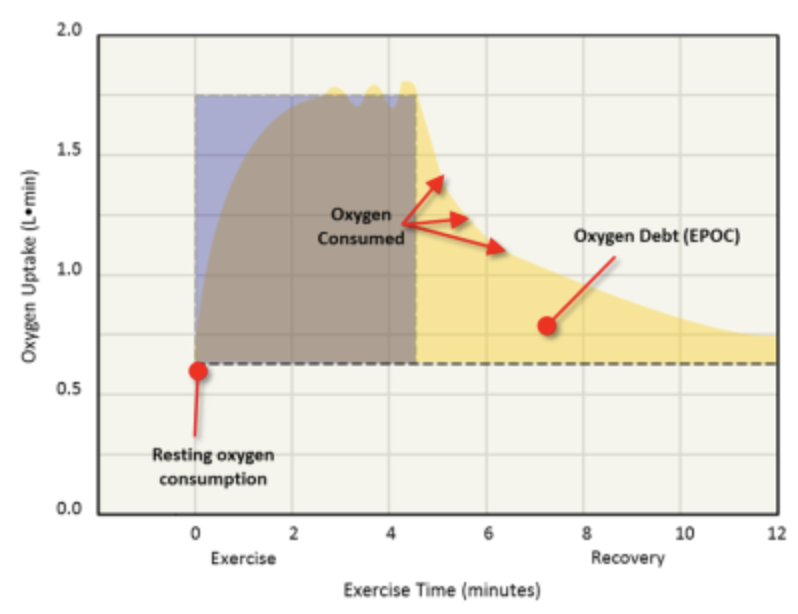 2.0
1.5
1.0
0.5
0.0
Oxygen Uptake (L•min)
Oxygen
Consumed
Oxygen Debt (EPOC)
Resting oxygen
consumption
0 2 4 6 8 10 12
Exercise Recovery
Exercise Time (minutes)